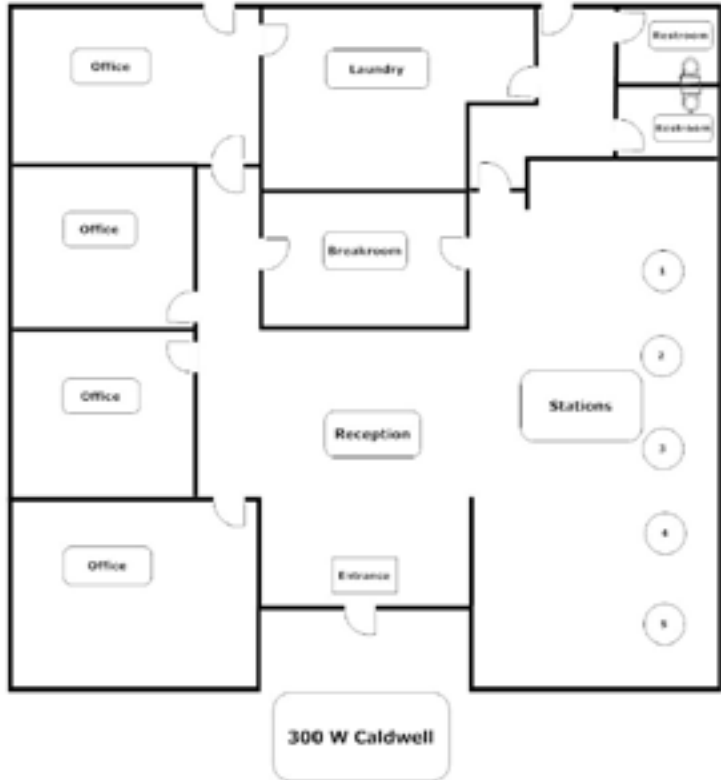 Restroom
Office
Laundry
Restroom
Office
Breakroom
1
2
Office
Stations
Reception
3
4
Office
Entrance
5
300 W Caldwell